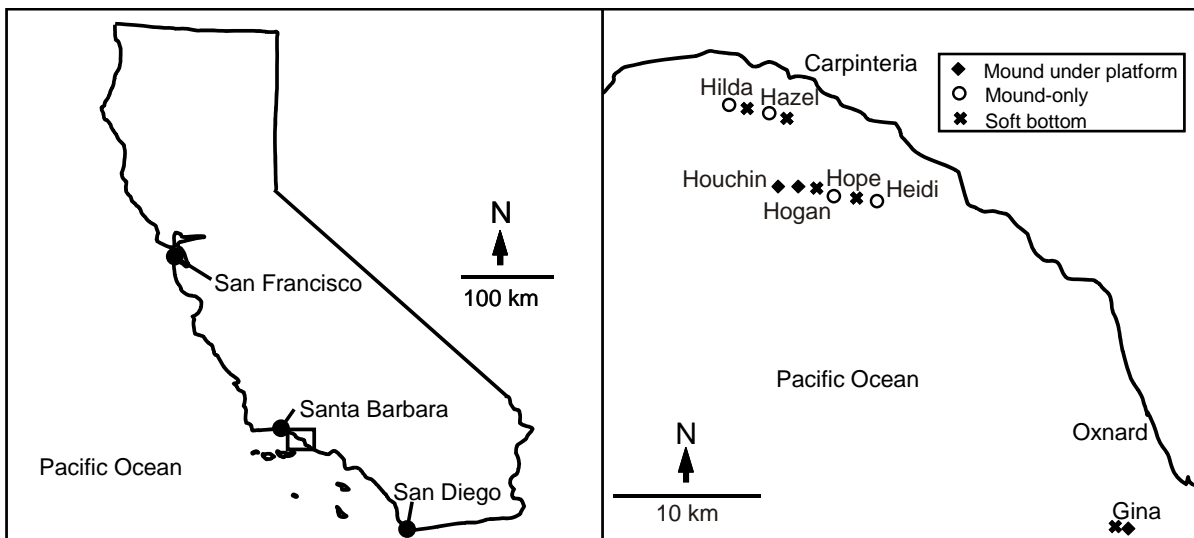 N
San Francisco
100 km
Santa Barbara
Pacific Ocean
San Diego
Carpinteria
Mound under platform
Mound-only
Soft bottom
Hilda
Hazel
Houchin
Hope
Heidi
Hogan
Pacific Ocean
N
10 km
Oxnard
Gina